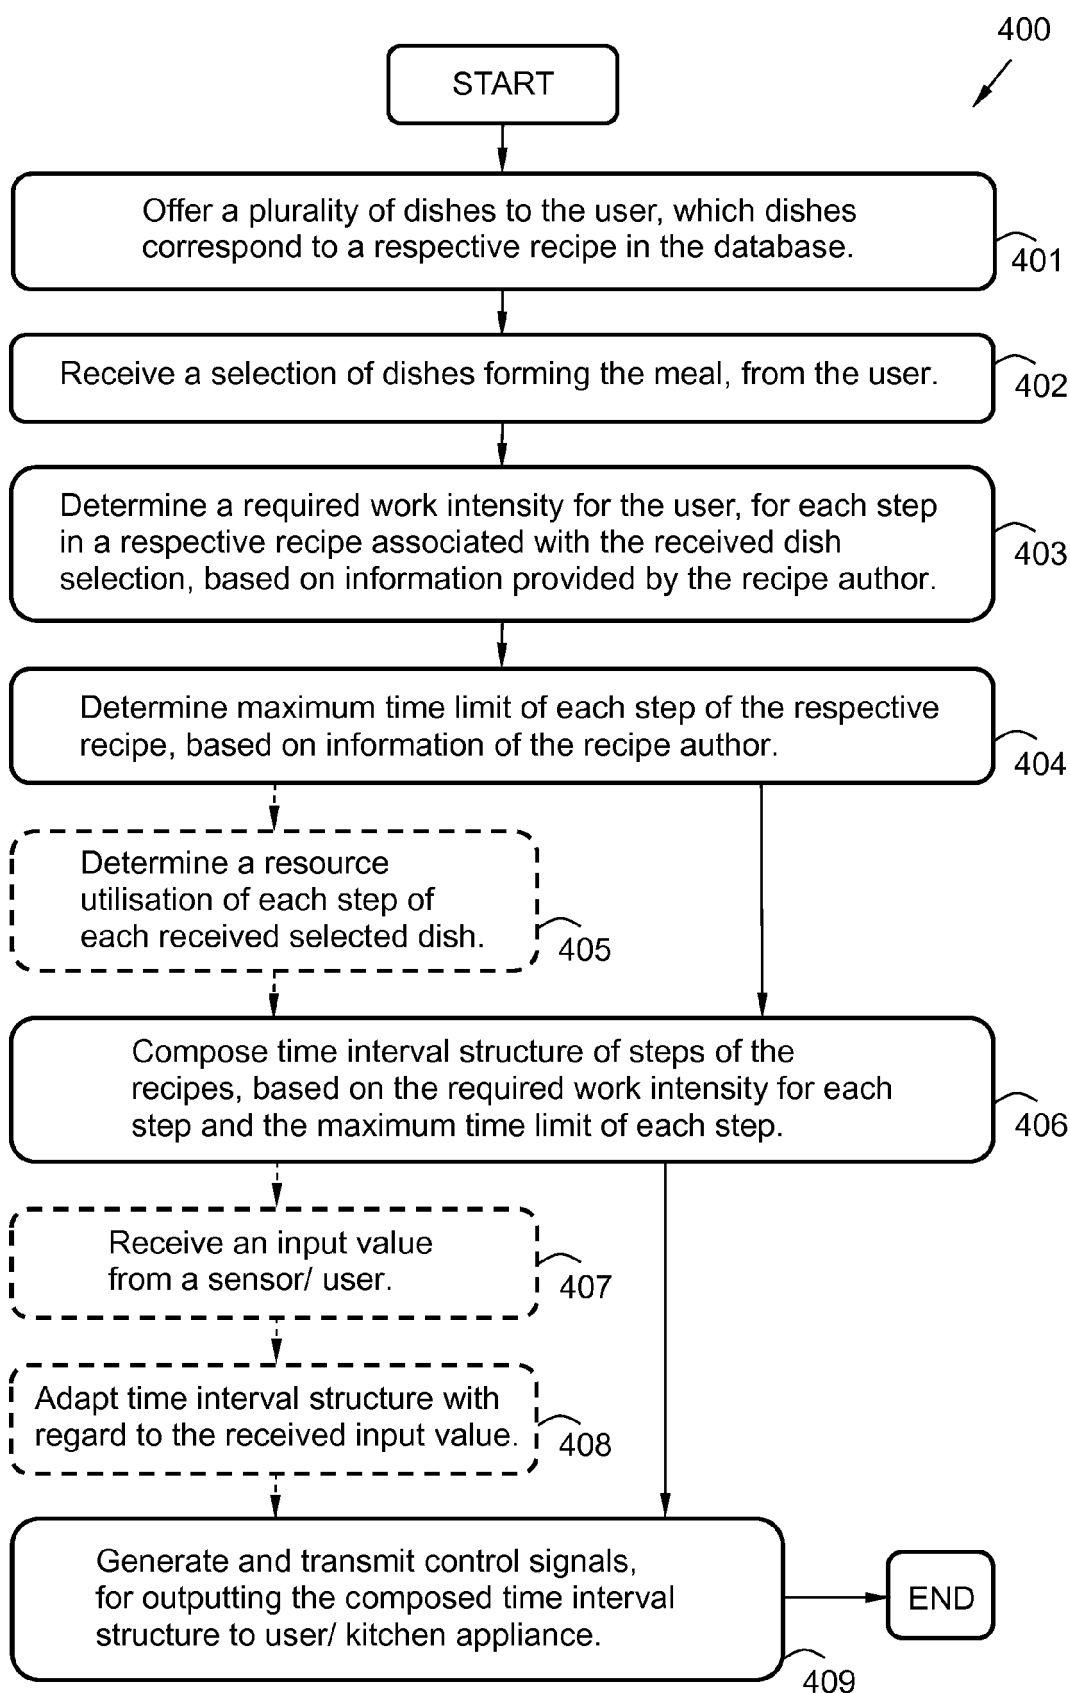 400
START
Offer a plurality of dishes to the user, which dishes
correspond to a respective recipe in the database.
401
Receive a selection of dishes forming the meal, from the user.
402
Determine a required work intensity for the user, for each step
in a respective recipe associated with the received dish
selection, based on information provided by the recipe author.
403
Determine maximum time limit of each step of the respective
recipe, based on information of the recipe author.
404
Determine a resource
utilisation of each step of
each received selected dish.
405
Compose time interval structure of steps of the
recipes, based on the required work intensity for each
step and the maximum time limit of each step.
406
Receive an input value
from a sensor/ user.
407
Adapt time interval structure with
regard to the received input value.
408
Generate and transmit control signals,
for outputting the composed time interval
structure to user/ kitchen appliance.
409
END